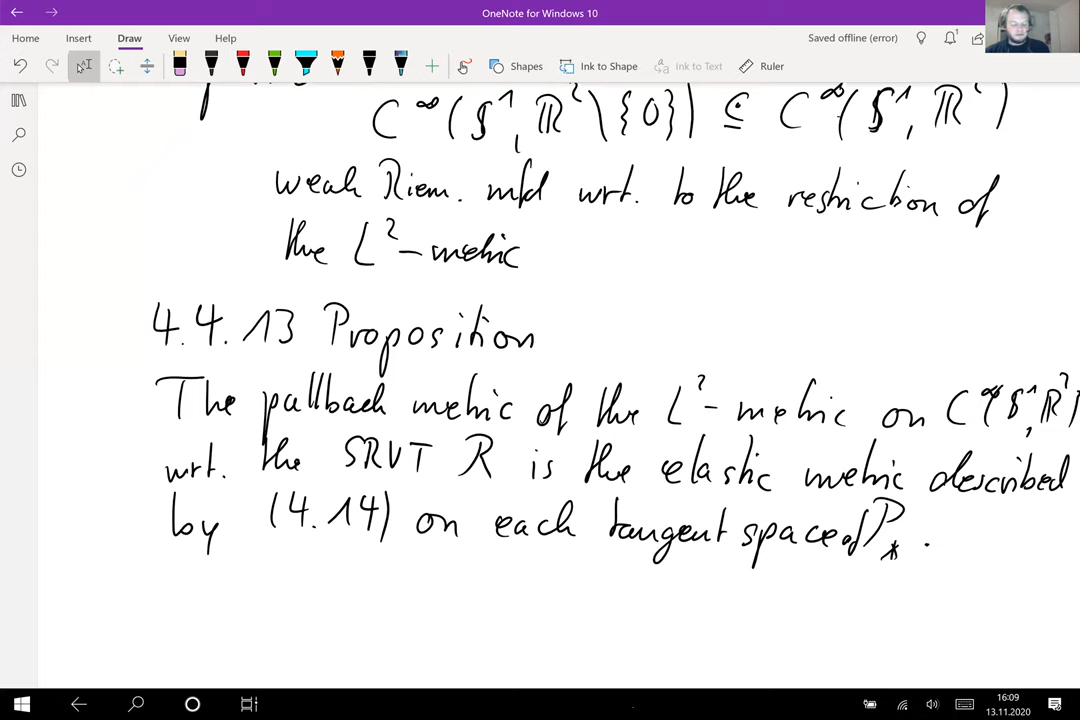 OneNote for Windows 10
Home Insert Draw View Help
Saved offline (error)
Shapes Ink to Shape Ink to Text Ruler
C^∞(𝕊^1, ℝ^2\{0}) ⊆ C^∞(𝕊^1, ℝ^2)
weak Riem. mfd wrt. to the restriction of
the L^2-metric
4.4.13 Proposition
The pullback metric of the L^2-metric on C^∞(𝕊^1, ℝ^2)
wrt. the SRVT R is the elastic metric described
by (4.14) on each tangent space of P_*.
16:09
13.11.2020